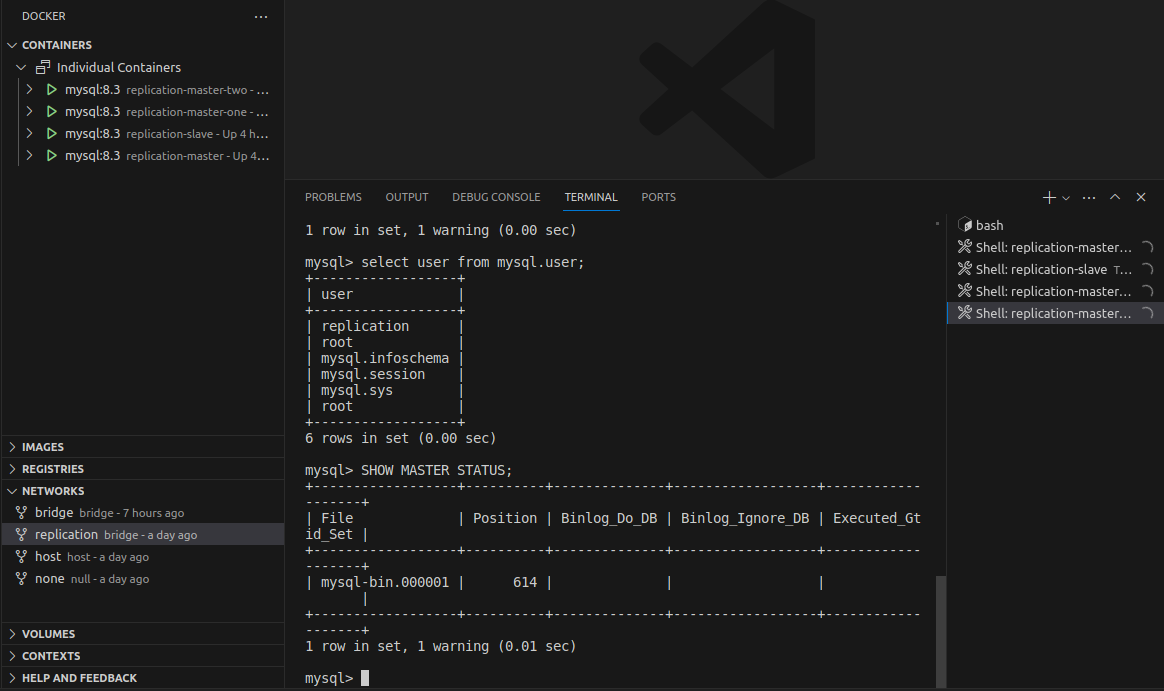 DOCKER
CONTAINERS
Individual Containers
mysql:8.3 replication-master-two - ...
mysql:8.3 replication-master-one - ...
mysql:8.3 replication-slave - Up 4 h...
mysql:8.3 replication-master - Up 4...
IMAGES
REGISTRIES
NETWORKS
bridge bridge - 7 hours ago
replication bridge - a day ago
host host - a day ago
none null - a day ago
VOLUMES
CONTEXTS
HELP AND FEEDBACK
PROBLEMS OUTPUT DEBUG CONSOLE TERMINAL PORTS
1 row in set, 1 warning (0.00 sec)
mysql> select user from mysql.user;
+------------------+
| user             |
+------------------+
| replication      |
| root             |
| mysql.infoschema |
| mysql.session    |
| mysql.sys        |
| root             |
+------------------+
6 rows in set (0.00 sec)
mysql> SHOW MASTER STATUS;
+------------------+----------+--------------+------------------+-----------
-------+
| File             | Position | Binlog_Do_DB | Binlog_Ignore_DB | Executed_Gt
id_Set |
+------------------+----------+--------------+------------------+-----------
-------+
| mysql-bin.000001 |      614 |              |                  |
       |
+------------------+----------+--------------+------------------+-----------
-------+
1 row in set, 1 warning (0.01 sec)
mysql>
bash
Shell: replication-master...
Shell: replication-slave T...
Shell: replication-master...
Shell: replication-master...